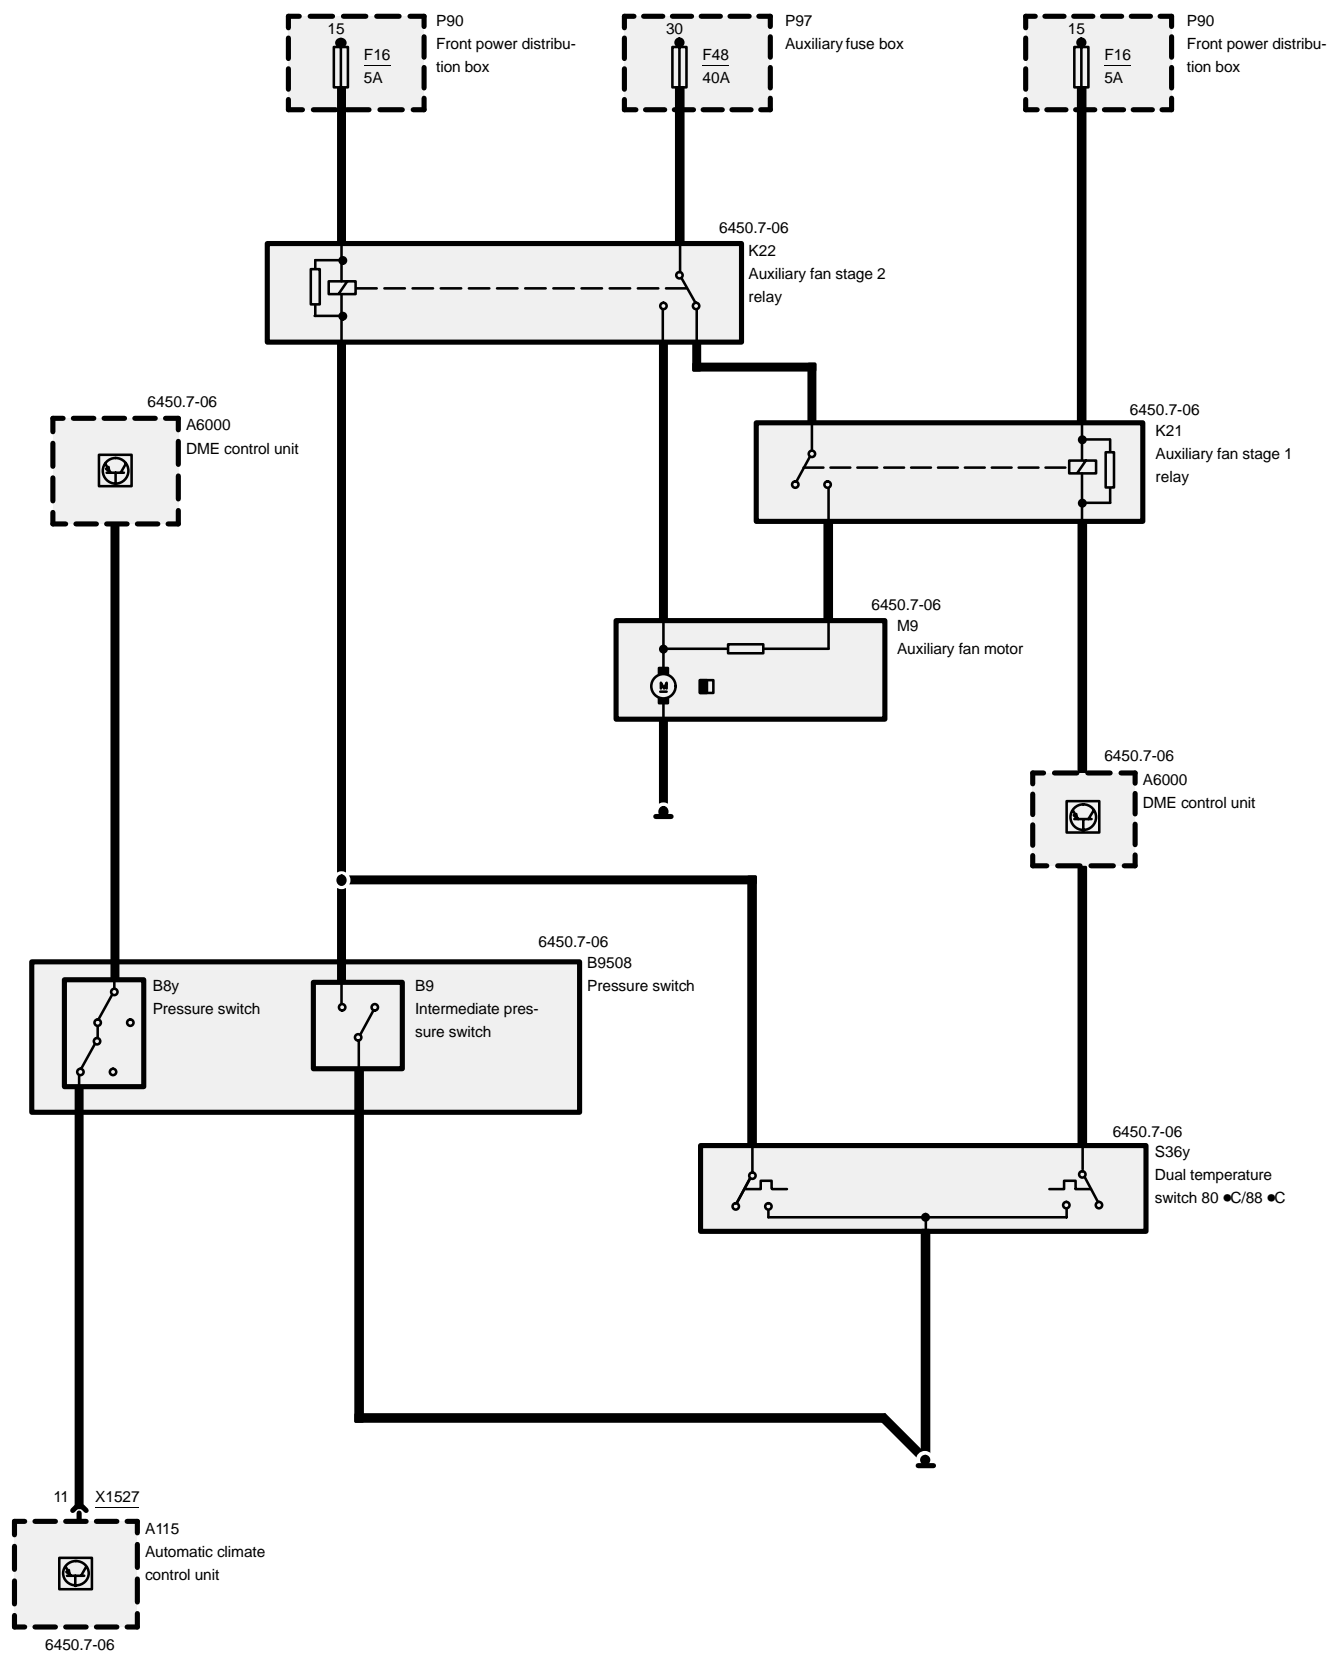 15
F16
5A
P90
Front power distribu-
tion box
30
F48
40A
P97
Auxiliary fuse box
15
F16
5A
P90
Front power distribu-
tion box
6450.7-06
K22
Auxiliary fan stage 2
relay
6450.7-06
A6000
DME control unit
6450.7-06
K21
Auxiliary fan stage 1
relay
6450.7-06
M9
Auxiliary fan motor
M
6450.7-06
A6000
DME control unit
6450.7-06
B9508
Pressure switch
B8y
Pressure switch
B9
Intermediate pres-
sure switch
6450.7-06
S36y
Dual temperature
switch 80 ●C/88 ●C
11 X1527
A115
Automatic climate
control unit
6450.7-06